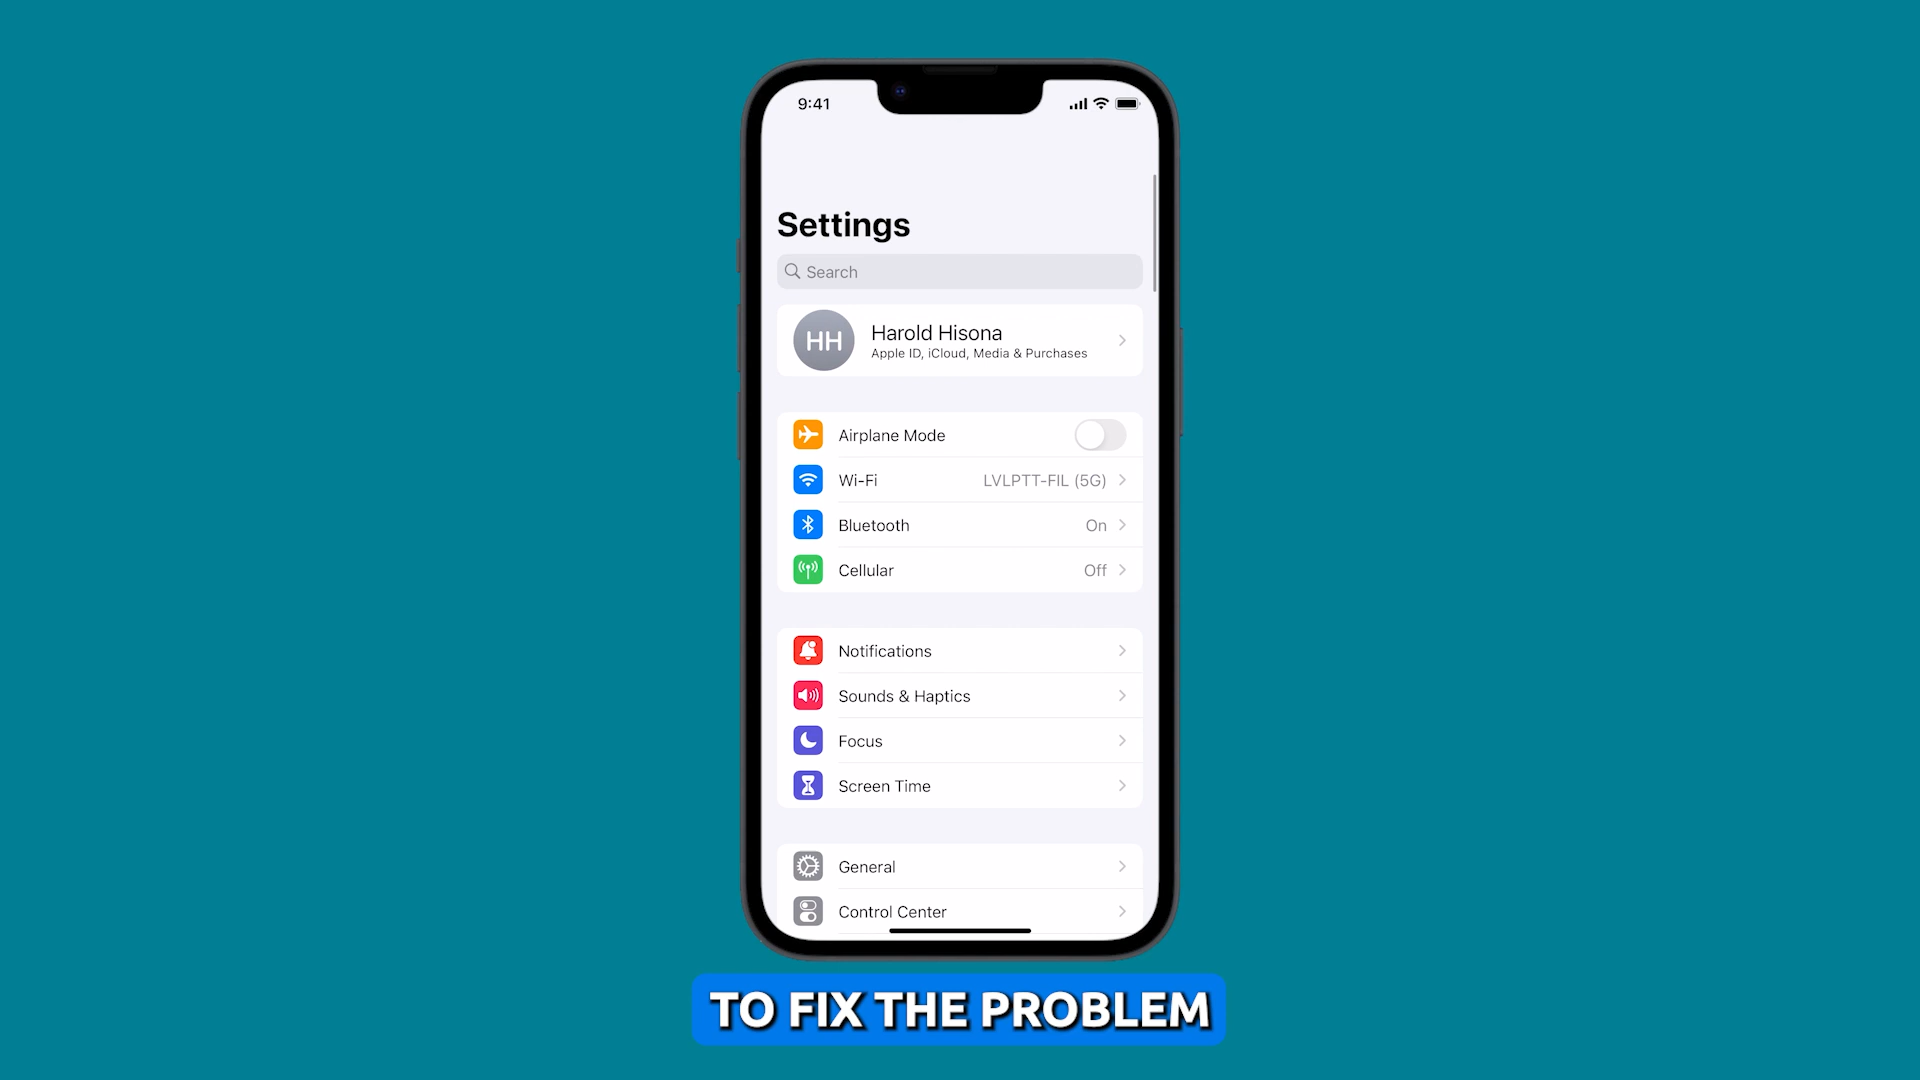 9:41
Settings
Search
HH
Harold Hisona
Apple ID, iCloud, Media & Purchases
Airplane Mode
Wi-Fi LVLPTT-FIL (5G)
Bluetooth On
Cellular Off
Notifications
Sounds & Haptics
Focus
Screen Time
General
Control Center
TO FIX THE PROBLEM